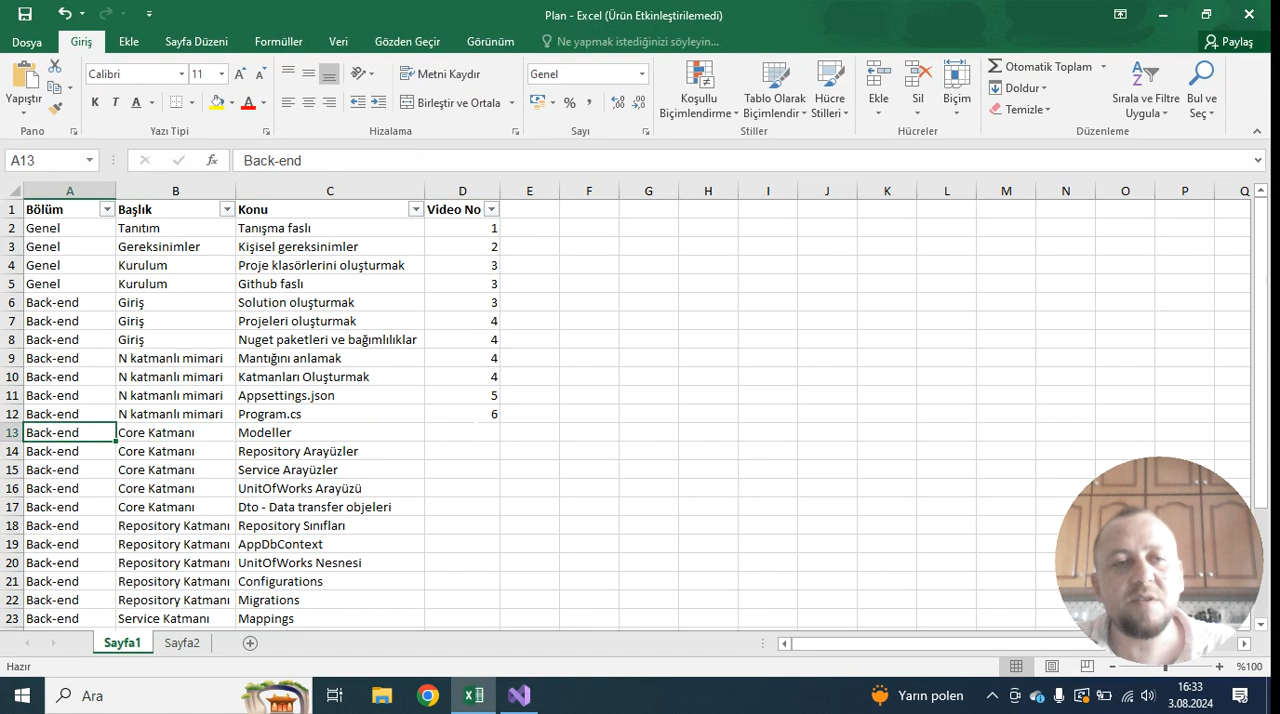 Plan - Excel (Ürün Etkinleştirilemedi)
Dosya Giriş Ekle Sayfa Düzeni Formüller Veri Gözden Geçir Görünüm Ne yapmak istediğinizi söyleyin... Paylaş
Yapıştır
Calibri 11
K T A
Metni Kaydır
Birleştir ve Ortala
Genel
%
Koşullu Biçimlendirme
Tablo Olarak Biçimlendir
Hücre Stilleri
Ekle Sil Biçim
Otomatik Toplam
Doldur
Temizle
Sırala ve Filtre Uygula
Bul ve Seç
Pano Yazı Tipi Hizalama Sayı Stiller Hücreler Düzenleme
A13 fx Back-end
A B C D E F G H I J K L M N O P Q
1 Bölüm Başlık Konu Video No
2 Genel Tanıtım Tanışma faslı 1
3 Genel Gereksinimler Kişisel gereksinimler 2
4 Genel Kurulum Proje klasörlerini oluşturmak 3
5 Genel Kurulum Github faslı 3
6 Back-end Giriş Solution oluşturmak 3
7 Back-end Giriş Projeleri oluşturmak 4
8 Back-end Giriş Nuget paketleri ve bağımlılıklar 4
9 Back-end N katmanlı mimari Mantığını anlamak 4
10 Back-end N katmanlı mimari Katmanları Oluşturmak 4
11 Back-end N katmanlı mimari Appsettings.json 5
12 Back-end N katmanlı mimari Program.cs 6
13 Back-end Core Katmanı Modeller
14 Back-end Core Katmanı Repository Arayüzler
15 Back-end Core Katmanı Service Arayüzler
16 Back-end Core Katmanı UnitOfWorks Arayüzü
17 Back-end Core Katmanı Dto - Data transfer objeleri
18 Back-end Repository Katmanı Repository Sınıfları
19 Back-end Repository Katmanı AppDbContext
20 Back-end Repository Katmanı UnitOfWorks Nesnesi
21 Back-end Repository Katmanı Configurations
22 Back-end Repository Katmanı Migrations
23 Back-end Service Katmanı Mappings
Sayfa1 Sayfa2
Hazır %100
Ara Yarın polen 16:33
3.08.2024